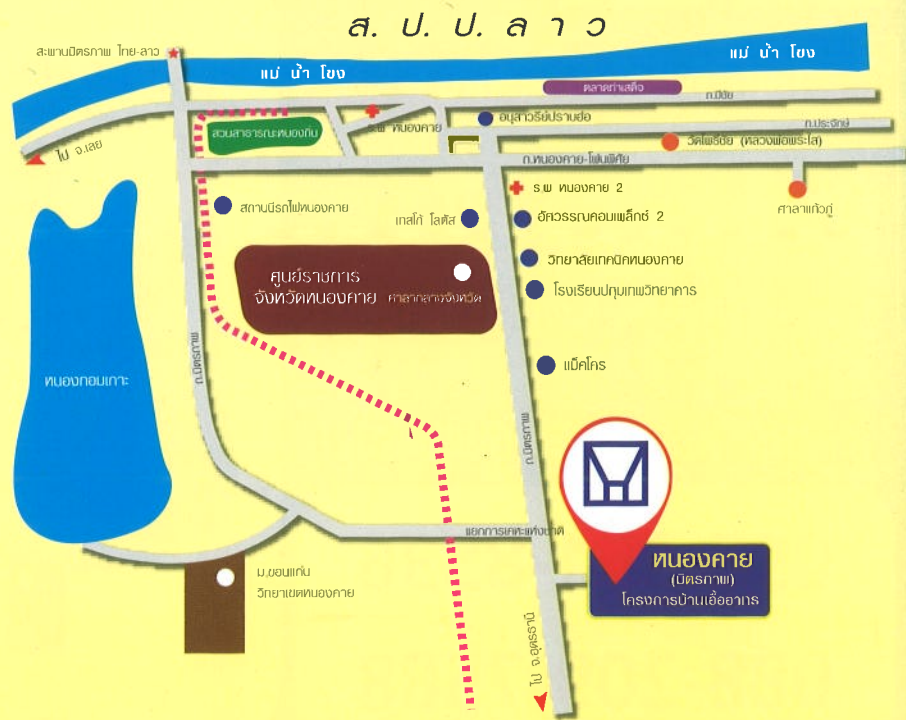 ส. ป. ป. ลาว
สะพานมิตรภาพ ไทย-ลาว
แม่ น้ำ โขง
แม่ น้ำ โขง
ตลาดท่าเสด็จ
ถ.มีชัย
สวนสาธารณะหนองถิ่น
ร.พ หนองคาย
อนุสาวรีย์ปราบฮ่อ
ถ.ประจักษ์
ไป จ.เลย
วัดโพธิ์ชัย (หลวงพ่อพระใส)
ถ.หนองคาย-โพนพิสัย
ร.พ หนองคาย 2
สถานีรถไฟหนองคาย
เทสโก้ โลตัส
อัศวรรณคอมเพล็กซ์ 2
ศาลาแก้วกู่
วิทยาลัยเทคนิคหนองคาย
ศูนย์ราชการ
จังหวัดหนองคาย
ศาลากลางจังหวัด
โรงเรียนปทุมเทพวิทยาการ
ถ.มิตรภาพ
แม็คโคร
หนองกอมเกาะ
ถ.มิตรภาพ
แยกการเคหะแห่งชาติ
หนองคาย
(มิตรภาพ)
โครงการบ้านเอื้ออาทร
ม.ขอนแก่น
วิทยาเขตหนองคาย
ไป จ.อุดรธานี